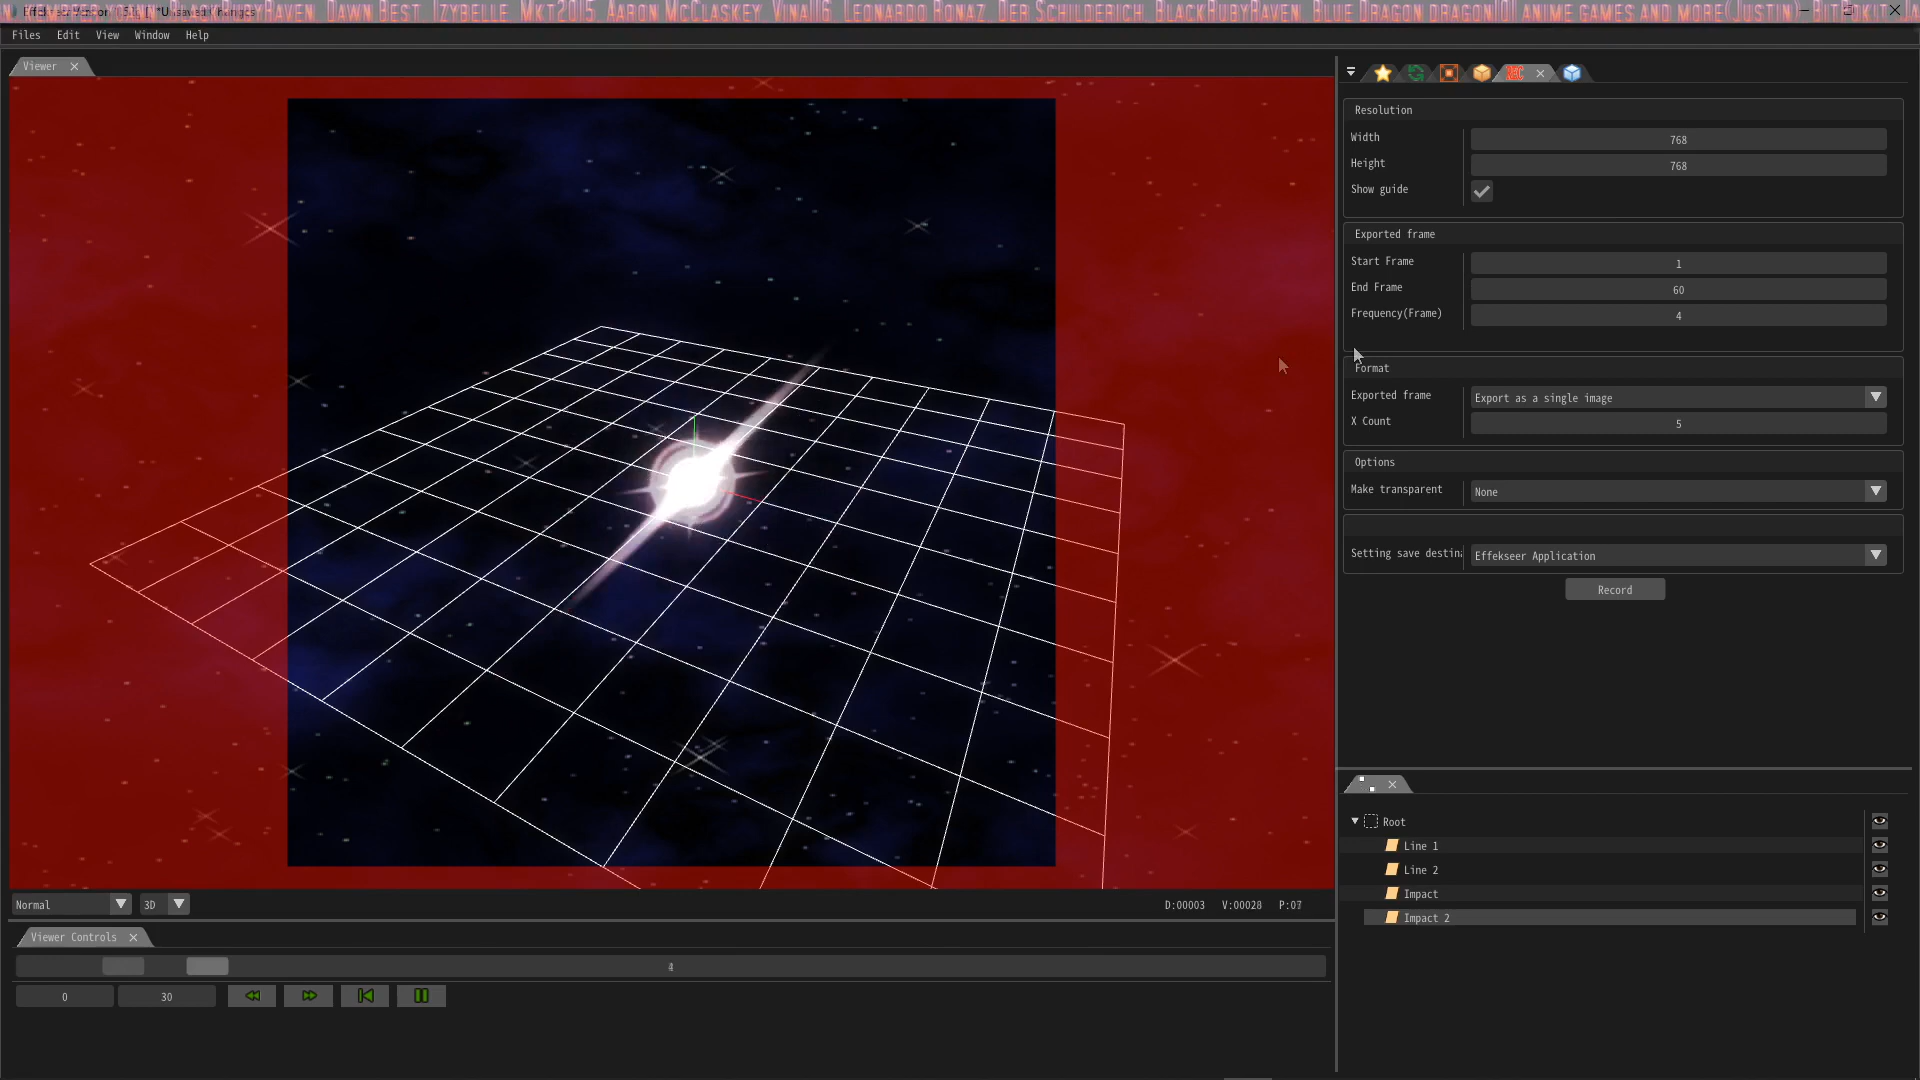 Raven, Dawn Best, Izybelle, Mkt2015, Aaron McClaskey, VinaV16, Leonardo Bonaz, Der Schilderich, BlackRubyRaven, Blue Dragon dragon101 anime games and more(Justin)
Files Edit View Window Help
Viewer
Resolution
Width 768
Height 768
Show guide
Exported frame
Start Frame 1
End Frame 60
Frequency(Frame) 4
Format
Exported frame Export as a single image
X Count 5
Options
Make transparent None
Setting save destin Effekseer Application
Record
Normal 3D D:00003 V:00028 P:07
Viewer Controls
0 30
Root
Line 1
Line 2
Impact
Impact 2